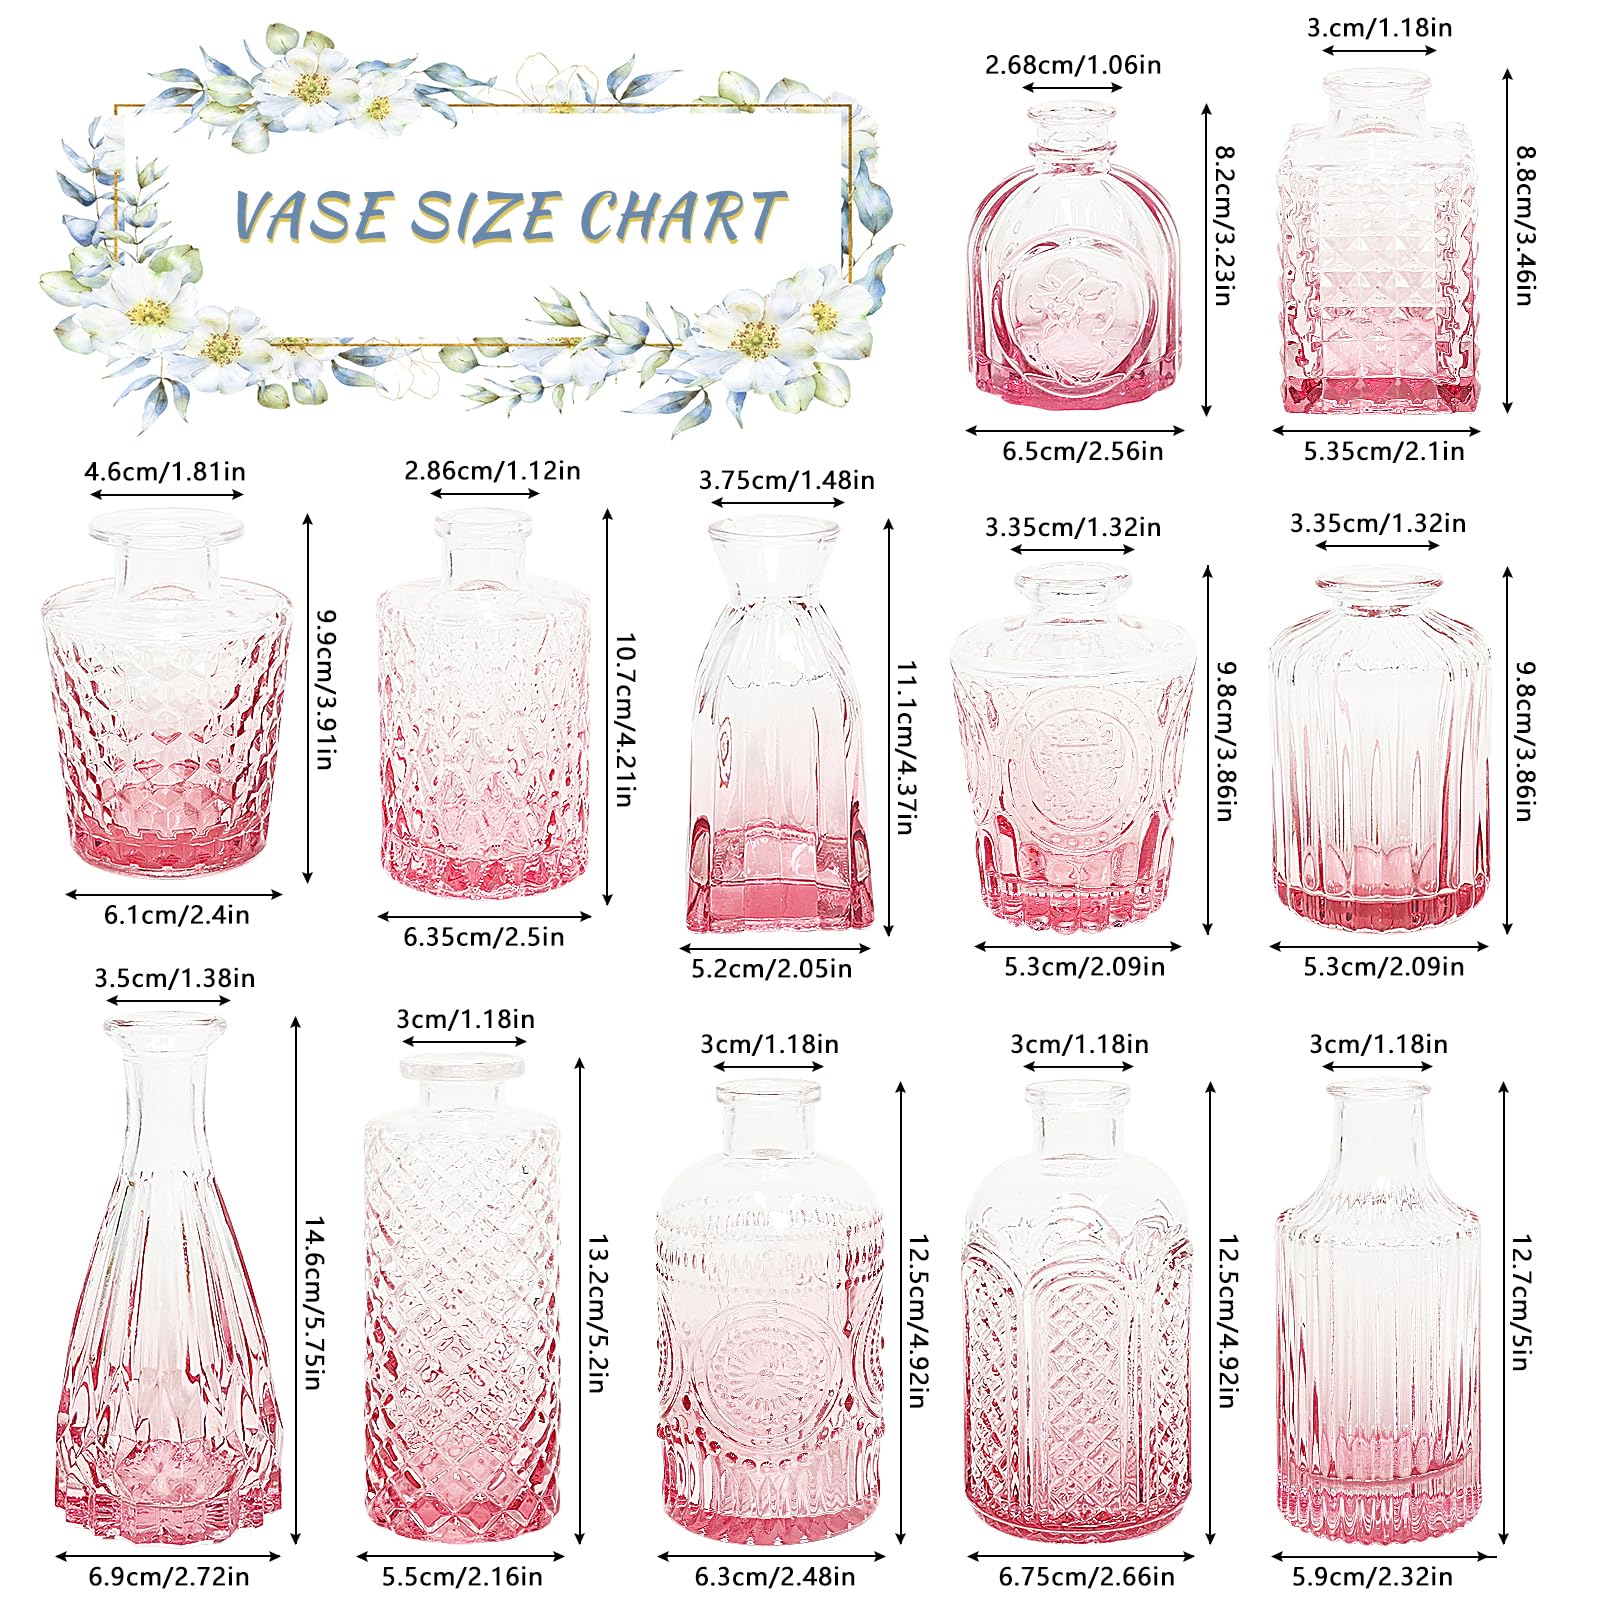 VASE SIZE CHART
2.68cm/1.06in
8.2cm/3.23in
6.5cm/2.56in
3.cm/1.18in
8.8cm/3.46in
5.35cm/2.1in
4.6cm/1.81in
9.9cm/3.91in
6.1cm/2.4in
2.86cm/1.12in
10.7cm/4.21in
6.35cm/2.5in
3.75cm/1.48in
11.1cm/4.37in
5.2cm/2.05in
3.35cm/1.32in
9.8cm/3.86in
5.3cm/2.09in
3.35cm/1.32in
9.8cm/3.86in
5.3cm/2.09in
3.5cm/1.38in
14.6cm/5.75in
6.9cm/2.72in
3cm/1.18in
13.2cm/5.2in
5.5cm/2.16in
3cm/1.18in
12.5cm/4.92in
6.3cm/2.48in
3cm/1.18in
12.5cm/4.92in
6.75cm/2.66in
3cm/1.18in
12.7cm/5in
5.9cm/2.32in